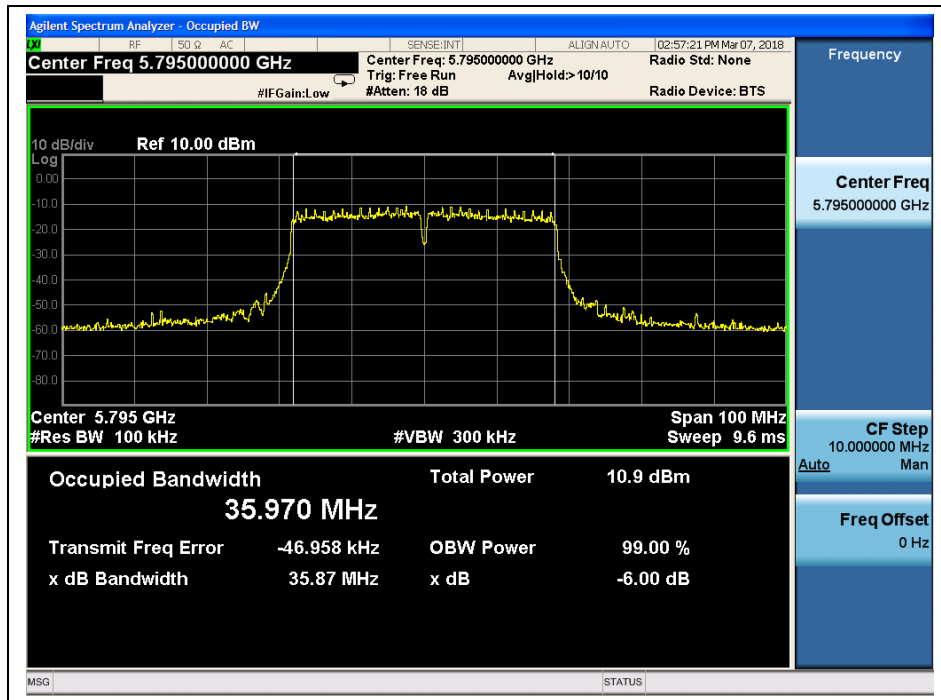 Agilent Spectrum Analyzer - Occupied BW
LXI RF 50 Ω AC SENSE:INT ALIGN AUTO 02:57:21 PM Mar 07, 2018
Center Freq 5.795000000 GHz
Center Freq: 5.795000000 GHz
Radio Std: None
Trig: Free Run Avg|Hold:>10/10
#IFGain:Low #Atten: 18 dB Radio Device: BTS
10 dB/div Ref 10.00 dBm
Log
0.00
-10.0
-20.0
-30.0
-40.0
-50.0
-60.0
-70.0
-80.0
Center 5.795 GHz Span 100 MHz
#Res BW 100 kHz #VBW 300 kHz Sweep 9.6 ms
Occupied Bandwidth Total Power 10.9 dBm
35.970 MHz
Transmit Freq Error -46.958 kHz OBW Power 99.00 %
x dB Bandwidth 35.87 MHz x dB -6.00 dB
MSG STATUS
Frequency
Center Freq
5.795000000 GHz
CF Step
10.000000 MHz
Auto Man
Freq Offset
0 Hz